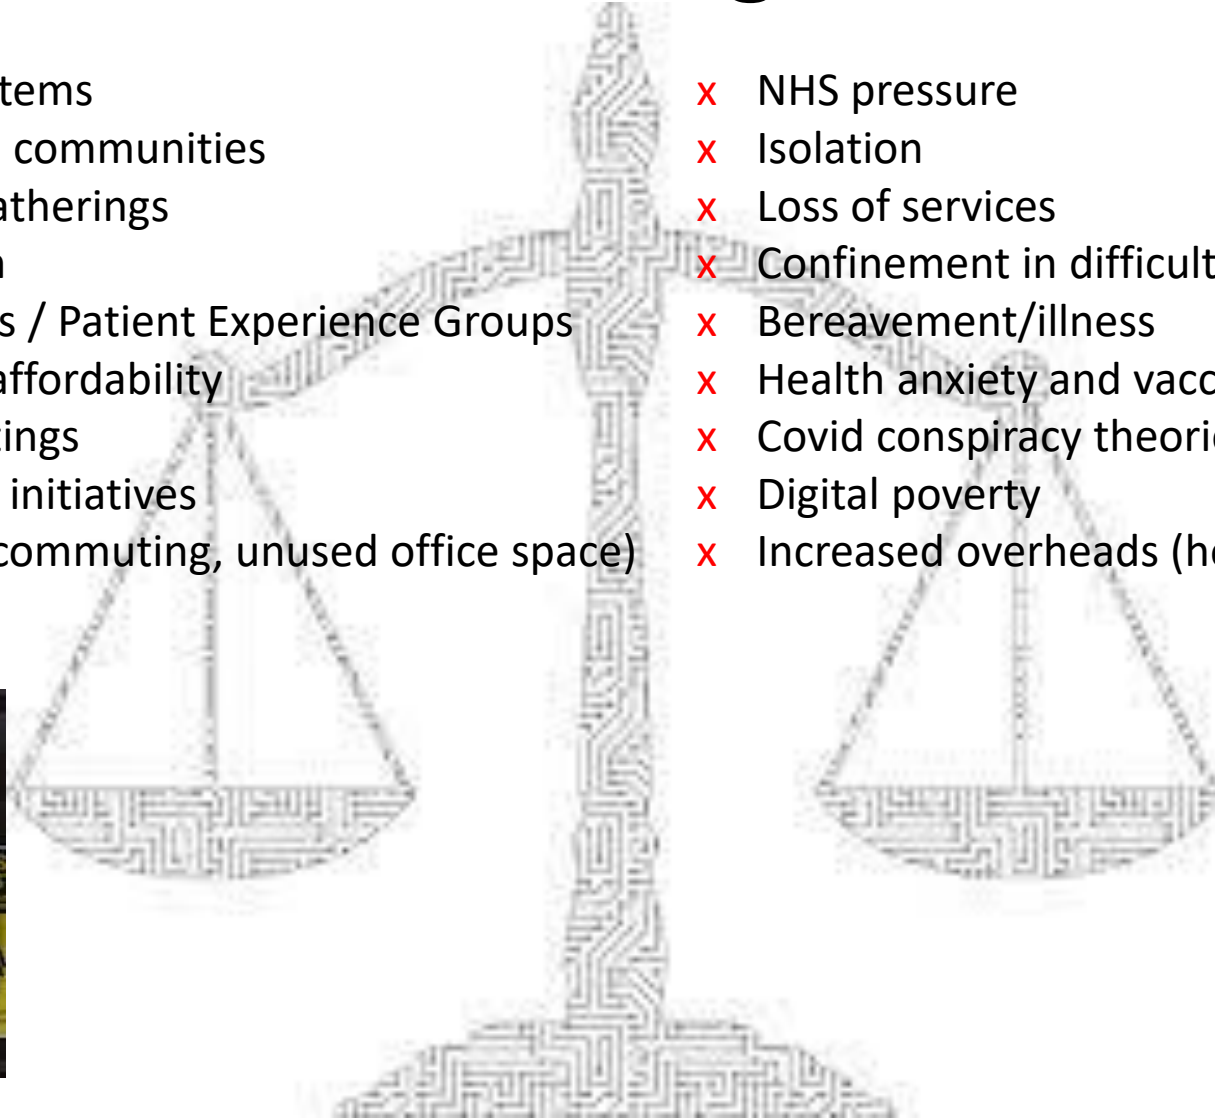 tems
communities
atherings
n
s / Patient Experience Groups
affordability
tings
initiatives
commuting, unused office space)
x NHS pressure
x Isolation
x Loss of services
x Confinement in difficult
x Bereavement/illness
x Health anxiety and vacc
x Covid conspiracy theori
x Digital poverty
x Increased overheads (h